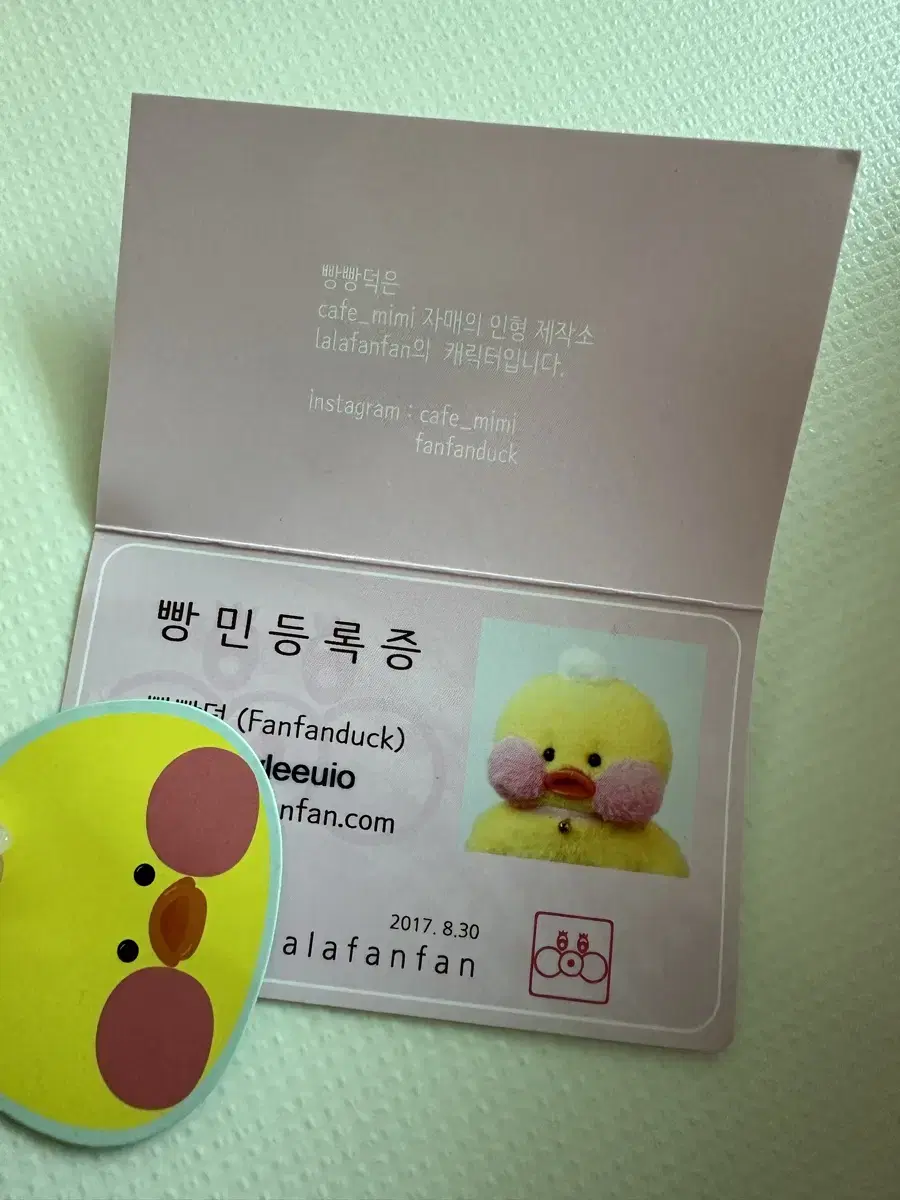 빵빵덕은
cafe_mimi 자매의 인형 제작소
lalafanfan의 캐릭터입니다.
instagram : cafe_mimi
fanfanduck
빵민등록증
(Fanfanduck)
leeuio
nfan.com
2017. 8.30
alafanfan